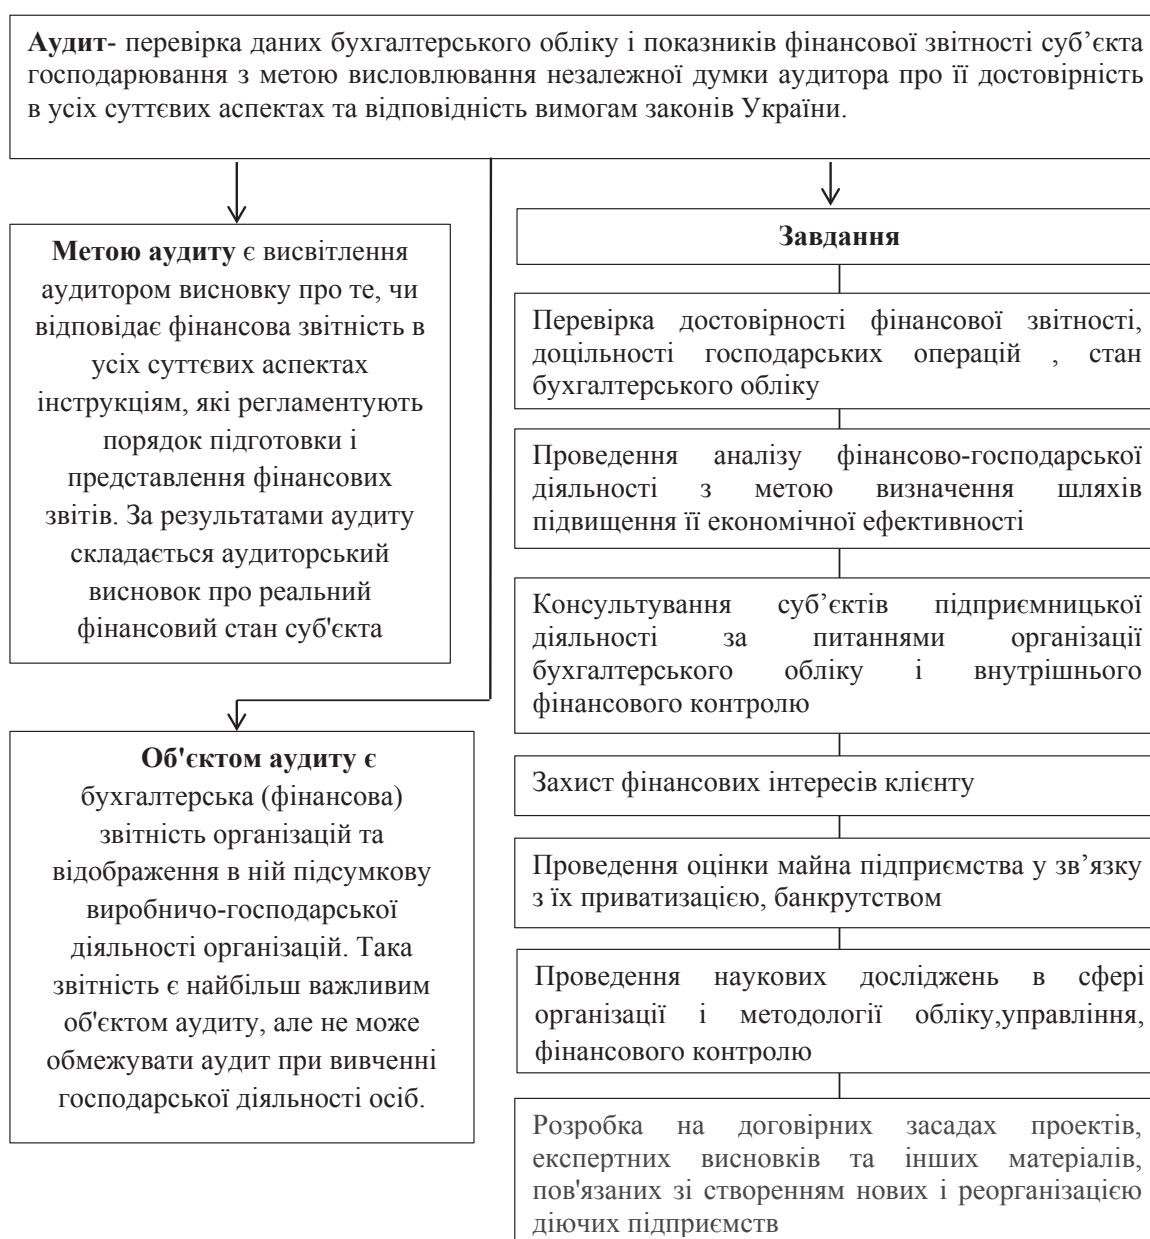 Аудит- перевірка даних бухгалтерського обліку і показників фінансової звітності суб’єкта
господарювання з метою висловлювання незалежної думки аудитора про її достовірність
в усіх суттєвих аспектах та відповідність вимогам законів України.
Метою аудиту є висвітлення
аудитором висновку про те, чи
відповідає фінансова звітність в
усіх суттєвих аспектах
інструкціям, які регламентують
порядок підготовки і
представлення фінансових
звітів. За результатами аудиту
складається аудиторський
висновок про реальний
фінансовий стан суб'єкта
Об'єктом аудиту є
бухгалтерська (фінансова)
звітність організацій та
відображення в ній підсумкову
виробничо-господарської
діяльності організацій. Така
звітність є найбільш важливим
об'єктом аудиту, але не може
обмежувати аудит при вивченні
господарської діяльності осіб.
Завдання
Перевірка достовірності фінансової звітності,
доцільності господарських операцій , стан
бухгалтерського обліку
Проведення аналізу фінансово-господарської
діяльності з метою визначення шляхів
підвищення її економічної ефективності
Консультування суб’єктів підприємницької
діяльності за питаннями організації
бухгалтерського обліку і внутрішнього
фінансового контролю
Захист фінансових інтересів клієнту
Проведення оцінки майна підприємства у зв’язку
з їх приватизацією, банкрутством
Проведення наукових досліджень в сфері
організації і методології обліку,управління,
фінансового контролю
Розробка на договірних засадах проектів,
експертних висновків та інших матеріалів,
пов'язаних зі створенням нових і реорганізацією
діючих підприємств